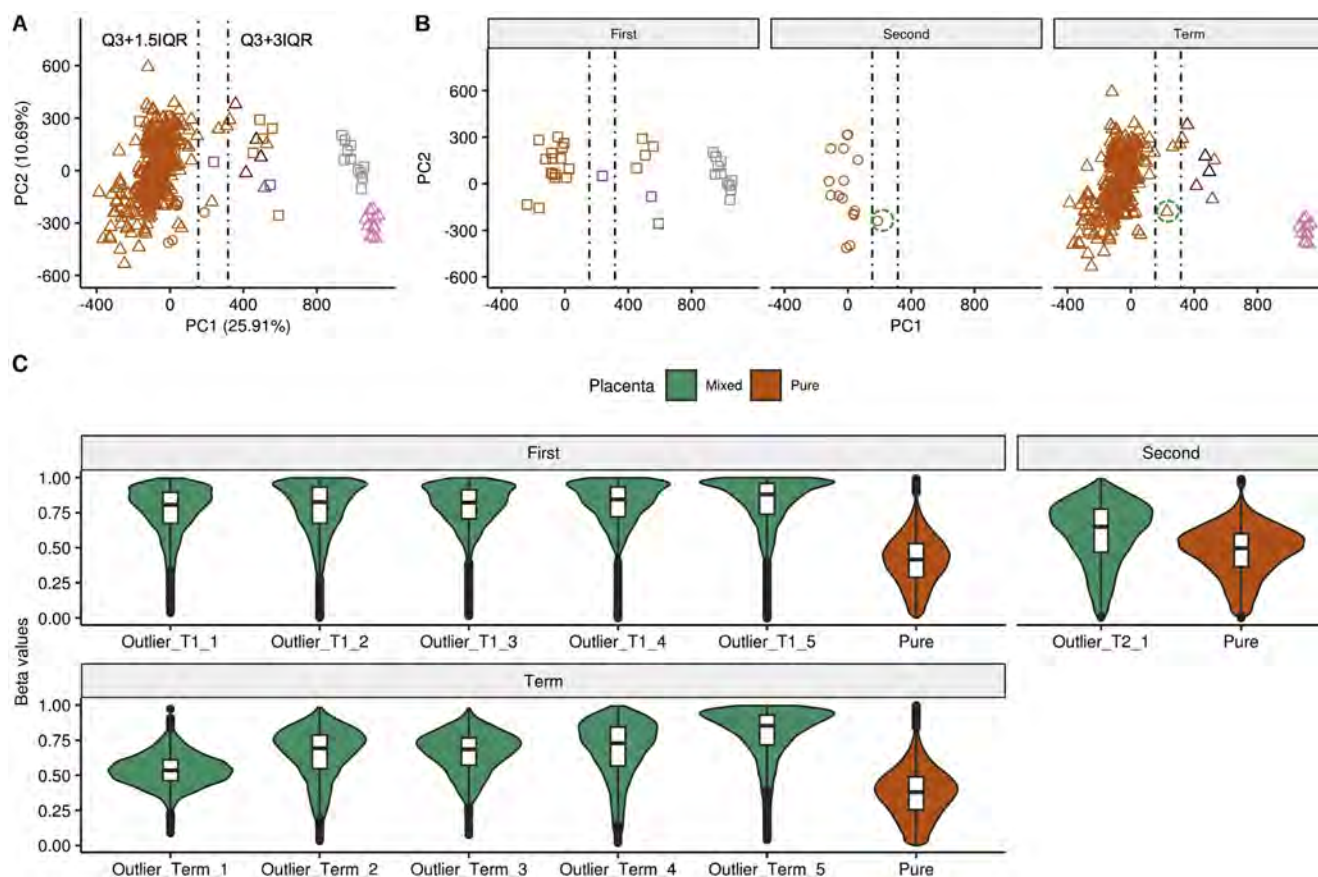 A
Q3+1.5IQR
Q3+3IQR
PC2 (10.69%)
600
300
0
-300
-600
-400
0
400
800
PC1 (25.91%)
B
First
Second
Term
PC2
600
300
0
-300
-600
-400
0
400
800
-400
0
400
800
-400
0
400
800
PC1
C
Placenta
Mixed
Pure
First
Second
Beta values
1.00
0.75
0.50
0.25
0.00
Outlier_T1_1
Outlier_T1_2
Outlier_T1_3
Outlier_T1_4
Outlier_T1_5
Pure
Outlier_T2_1
Pure
Term
1.00
0.75
0.50
0.25
0.00
Outlier_Term_1
Outlier_Term_2
Outlier_Term_3
Outlier_Term_4
Outlier_Term_5
Pure